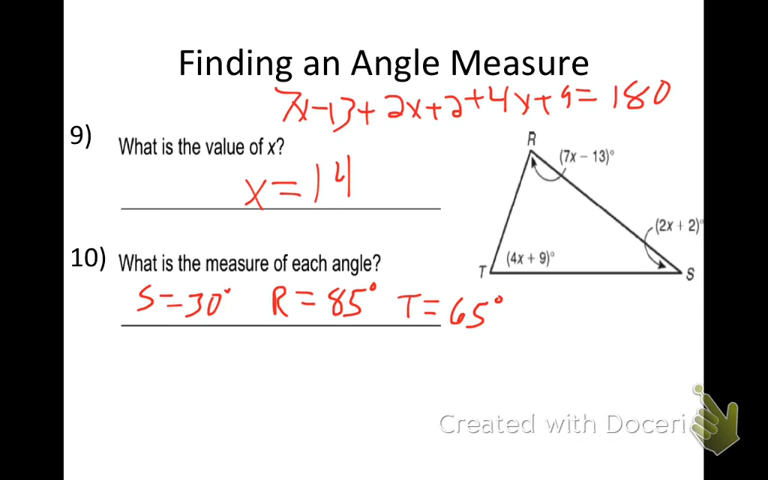 Finding an Angle Measure
7x-13+2x+2+4x+9=180
9) What is the value of x?
x=14
R
(7x – 13)°
(2x + 2)°
(4x + 9)°
T
S
10) What is the measure of each angle?
S=30° R=85° T=65°
Created with Doceri